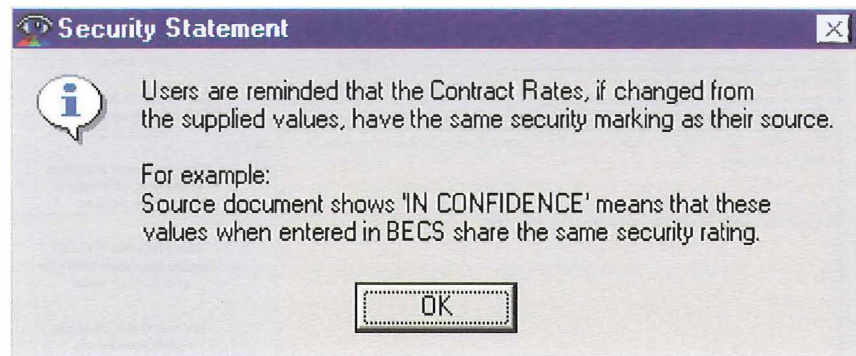 Security Statement
Users are reminded that the Contract Rates, if changed from
the supplied values, have the same security marking as their source.
For example:
Source document shows 'IN CONFIDENCE' means that these
values when entered in BECS share the same security rating.
OK